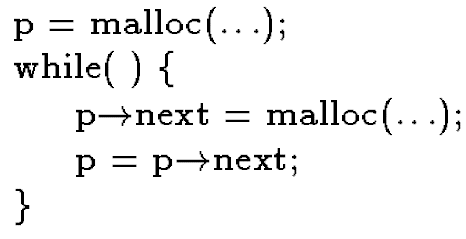 p = malloc(...);
while( ) {
p→next = malloc(...);
p = p→next;
}